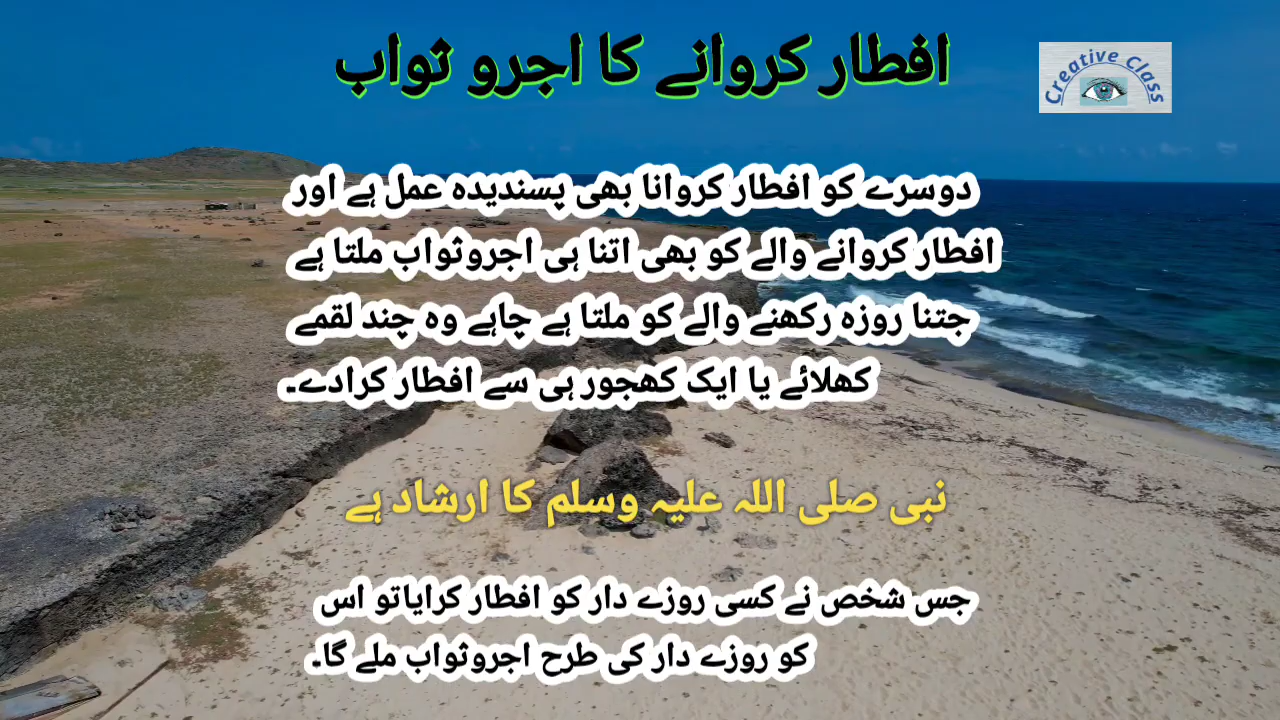 افطار کروانے کا اجرو ثواب
Creative Class
دوسرے کو افطار کروانا بھی پسندیدہ عمل ہے اور
افطار کروانے والے کو بھی اتنا ہی اجروثواب ملتا ہے
جتنا روزہ رکھنے والے کو ملتا ہے چاہے وہ چند لقمے
کھلائے یا ایک کھجور ہی سے افطار کرادے۔
نبی صلی اللہ علیہ وسلم کا ارشاد ہے
جس شخص نے کسی روزے دار کو افطار کرایاتو اس
کو روزے دار کی طرح اجروثواب ملے گا۔